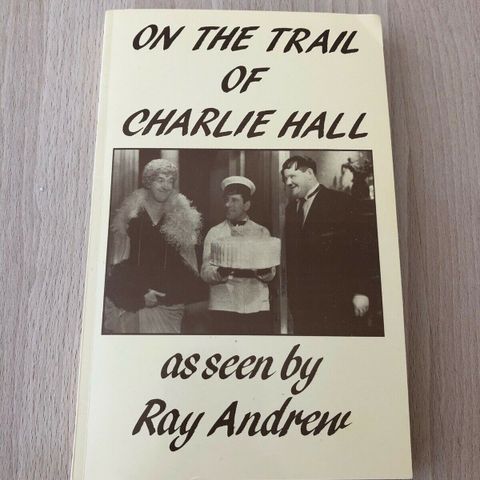 ON THE TRAIL
OF
CHARLIE HALL
as seen by
Ray Andrew